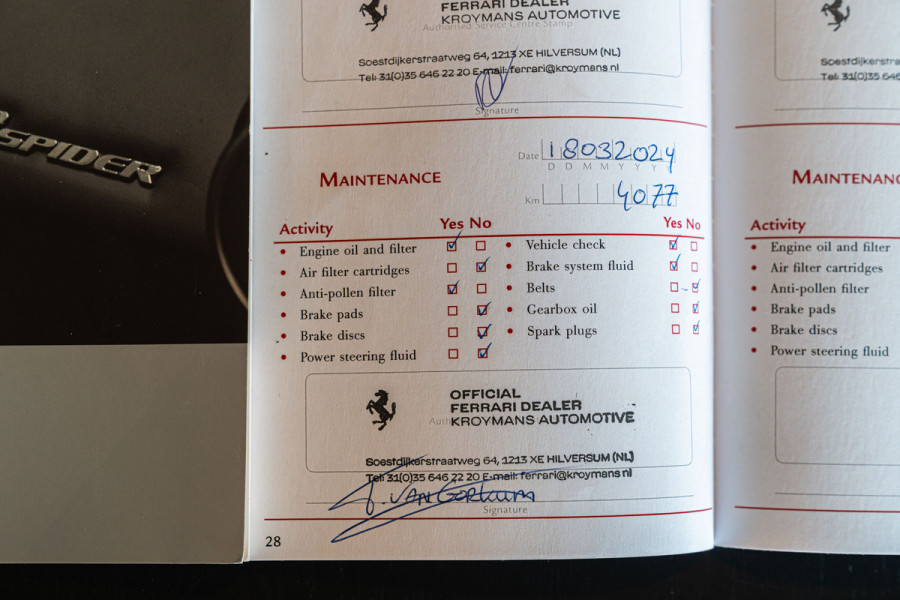 SPIDER
FERRARI DEALER
KROYMANS AUTOMOTIVE
Authorised Service Centre Stamp
Soestdijkerstraatweg 64, 1213 XE HILVERSUM (NL)
Tel: 31(0)35 646 22 20 E-mail: ferrari@kroymans.nl
Signature
Date 18032024
D D M M Y Y Y Y
MAINTENANCE
Km 4077
Activity Yes No Yes No
• Engine oil and filter • Vehicle check
• Air filter cartridges • Brake system fluid
• Anti-pollen filter • Belts
• Brake pads • Gearbox oil
• Brake discs • Spark plugs
• Power steering fluid
OFFICIAL
FERRARI DEALER
KROYMANS AUTOMOTIVE
Soestdijkerstraatweg 64, 1213 XE HILVERSUM (NL)
Tel: 31(0)35 646 22 20 E-mail: ferrari@kroymans.nl
Signature
28
Soestdijkerstra
Tel: 31(0)35 646
MAINTENANC
Activity
• Engine oil and filter
• Air filter cartridges
• Anti-pollen filter
• Brake pads
• Brake discs
• Power steering fluid